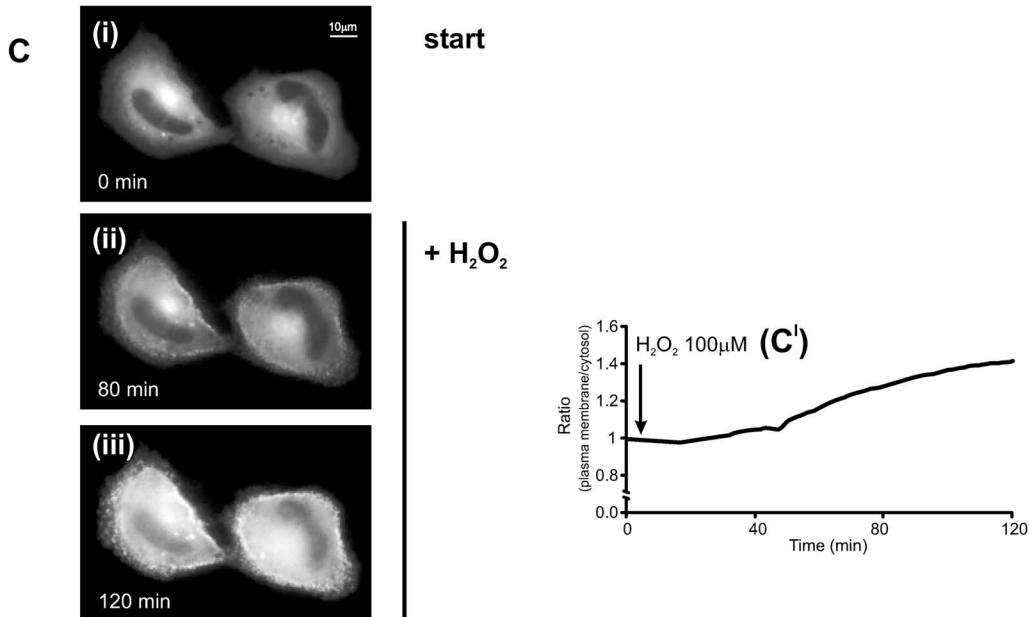 C
(i)
10μm
start
0 min
(ii)
+ H₂O₂
80 min
(iii)
120 min
H₂O₂ 100μM
(Cᴵ)
Ratio
(plasma membrane/cytosol)
1.6
1.4
1.2
1
0.8
0.0
0 40 80 120
Time (min)